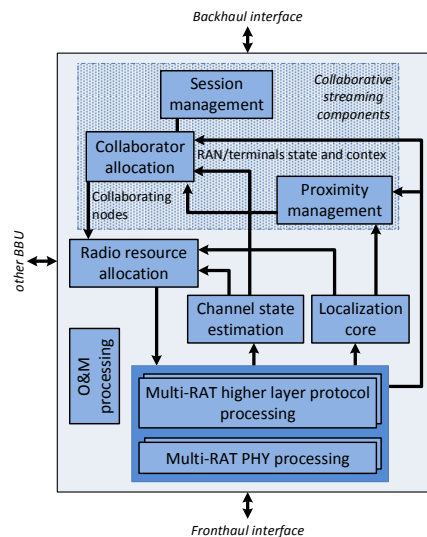 Backhaul interface
Session
management
Collaborative
streaming
components
Collaborator
allocation
RAN/terminals state and contex
Collaborating
nodes
Proximity
management
other BBU
Radio resource
allocation
Channel state
estimation
Localization
core
O&M
processing
Multi-RAT higher layer protocol
processing
Multi-RAT PHY processing
Fronthaul interface